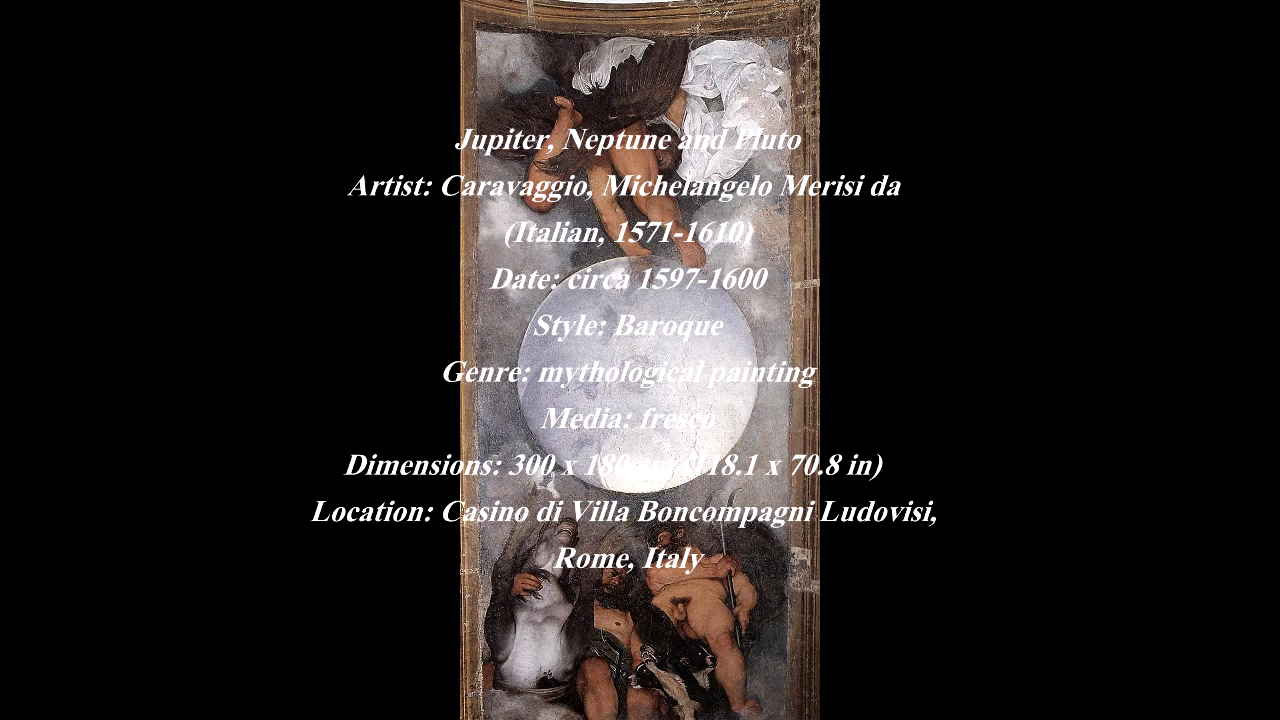 Jupiter, Neptune and Pluto
Artist: Caravaggio, Michelangelo Merisi da
(Italian, 1571-1610)
Date: circa 1597-1600
Style: Baroque
Genre: mythological painting
Media: fresco
Dimensions: 300 x 180 cm (118.1 x 70.8 in)
Location: Casino di Villa Boncompagni Ludovisi,
Rome, Italy